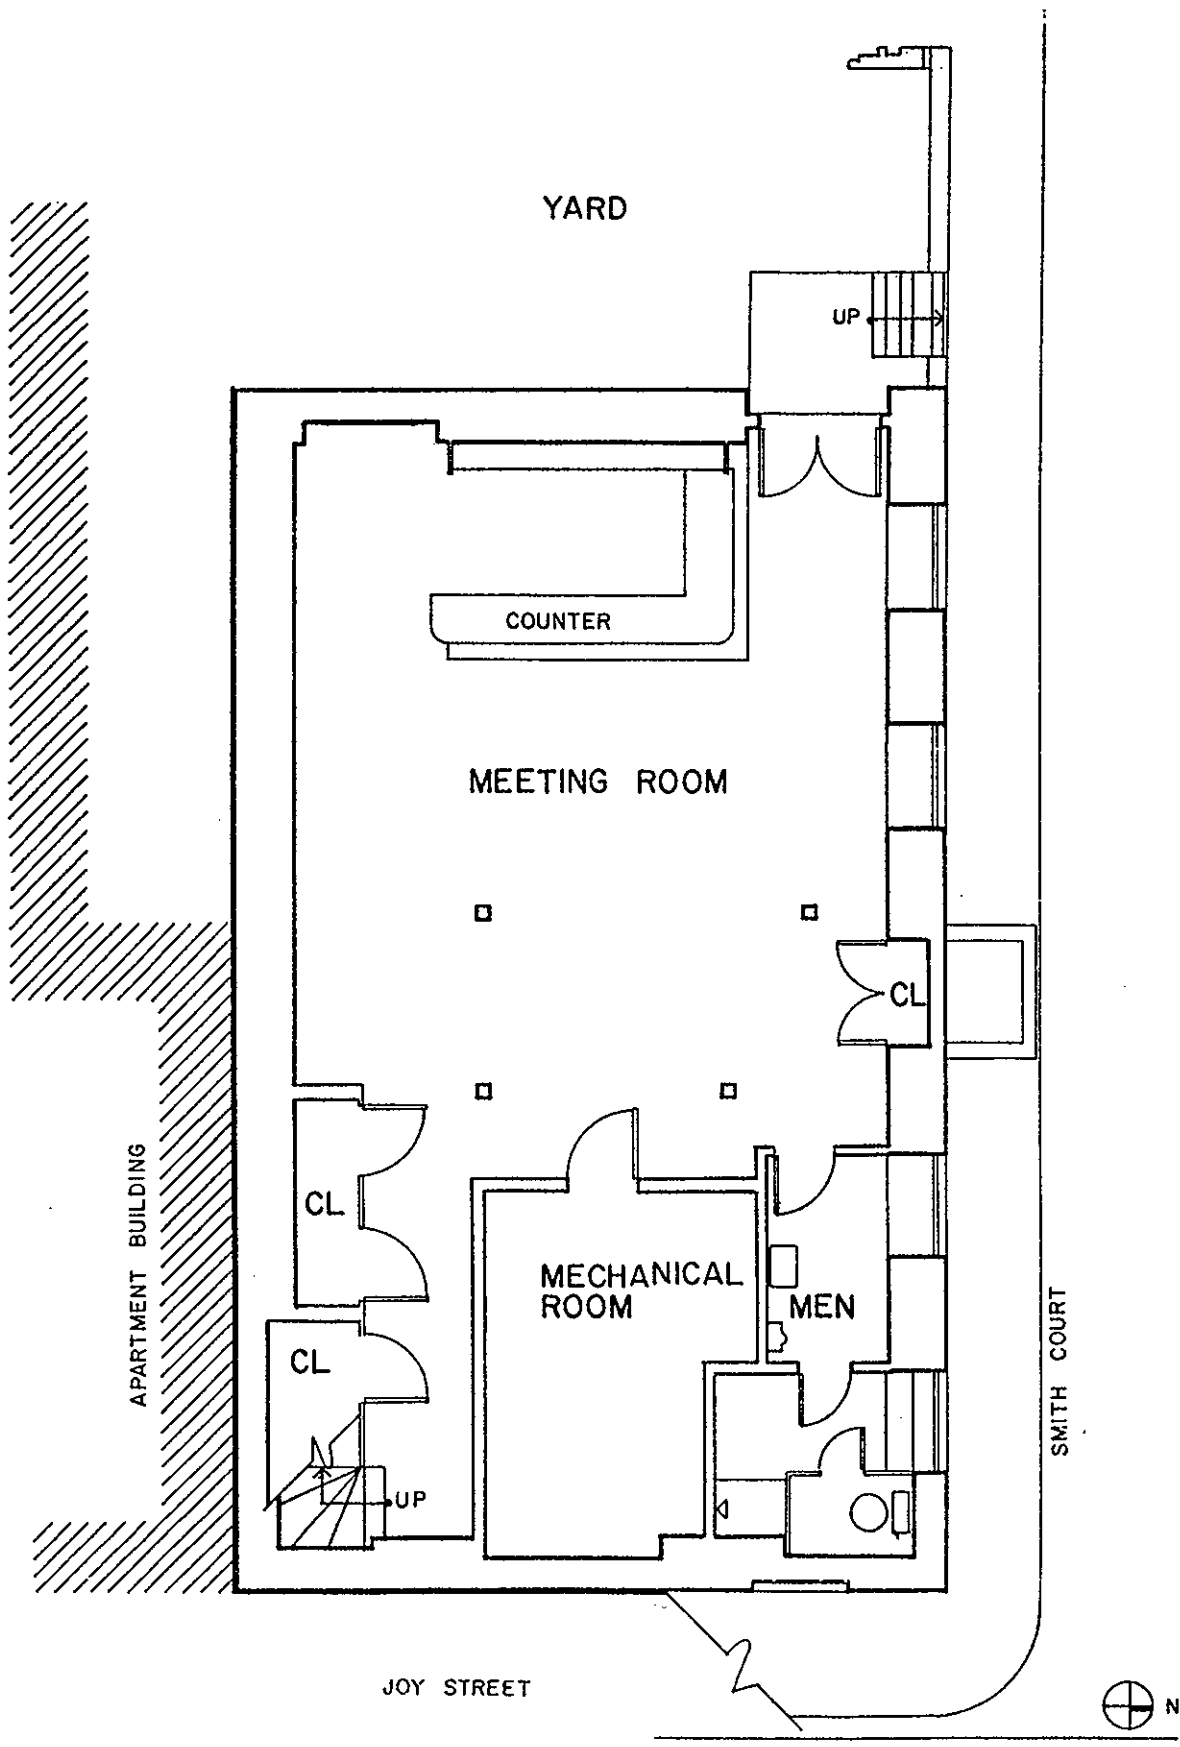 YARD
UP
COUNTER
MEETING ROOM
CL
CL
MECHANICAL
ROOM
MEN
CL
UP
APARTMENT BUILDING
SMITH COURT
JOY STREET
N